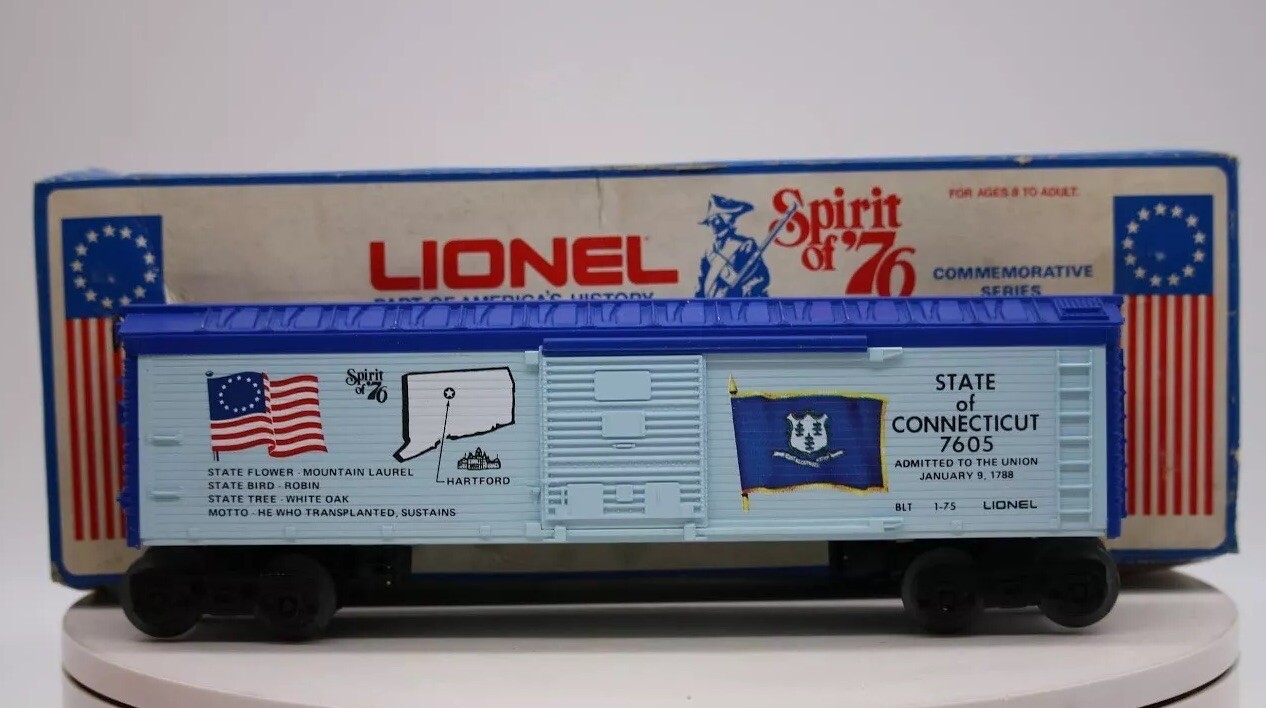 LIONEL
PART OF AMERICA'S HISTORY
Spirit
of '76
FOR AGES 8 TO ADULT.
COMMEMORATIVE
SERIES
Spirit
of '76
HARTFORD
STATE FLOWER - MOUNTAIN LAUREL
STATE BIRD - ROBIN
STATE TREE - WHITE OAK
MOTTO - HE WHO TRANSPLANTED, SUSTAINS
STATE
of
CONNECTICUT
7605
ADMITTED TO THE UNION
JANUARY 9, 1788
BLT 1-75 LIONEL